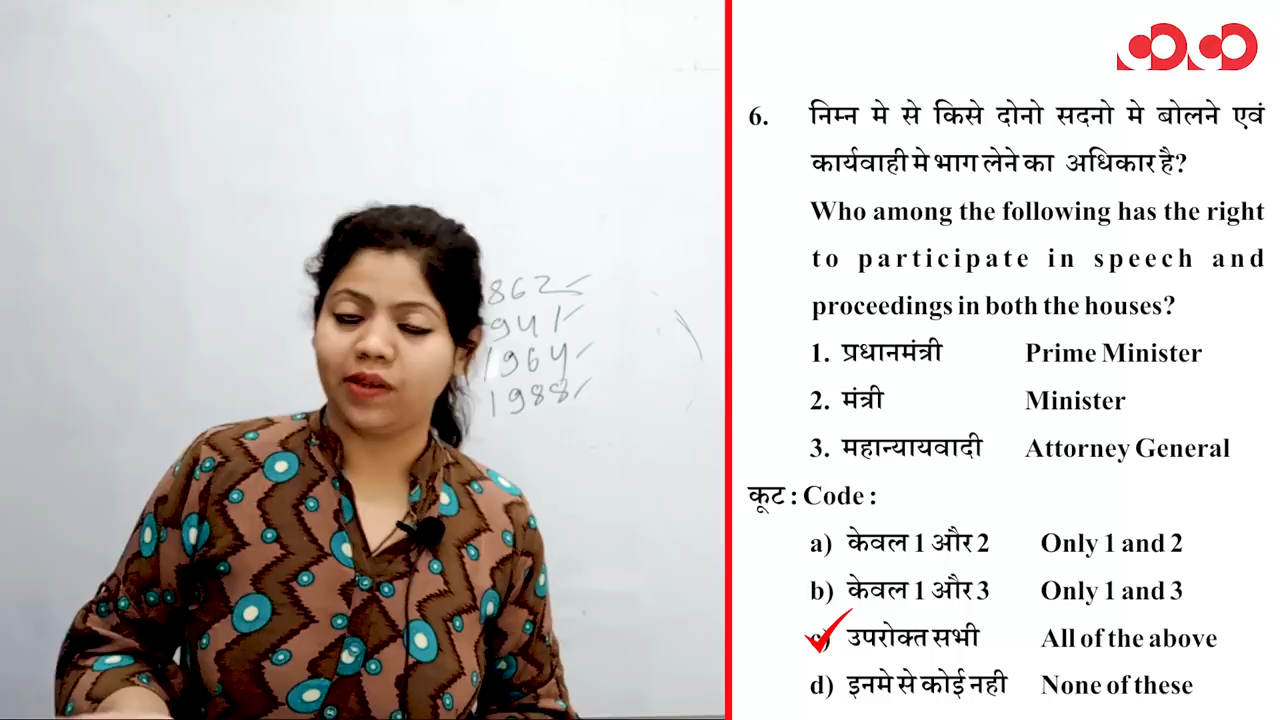 862
941
1964
1988
6. निम्न मे से किसे दोनो सदनो मे बोलने एवं
कार्यवाही मे भाग लेने का अधिकार है?
Who among the following has the right
to participate in speech and
proceedings in both the houses?
1. प्रधानमंत्री Prime Minister
2. मंत्री Minister
3. महान्यायवादी Attorney General
कूट : Code :
a) केवल 1 और 2 Only 1 and 2
b) केवल 1 और 3 Only 1 and 3
c) उपरोक्त सभी All of the above
d) इनमे से कोई नही None of these